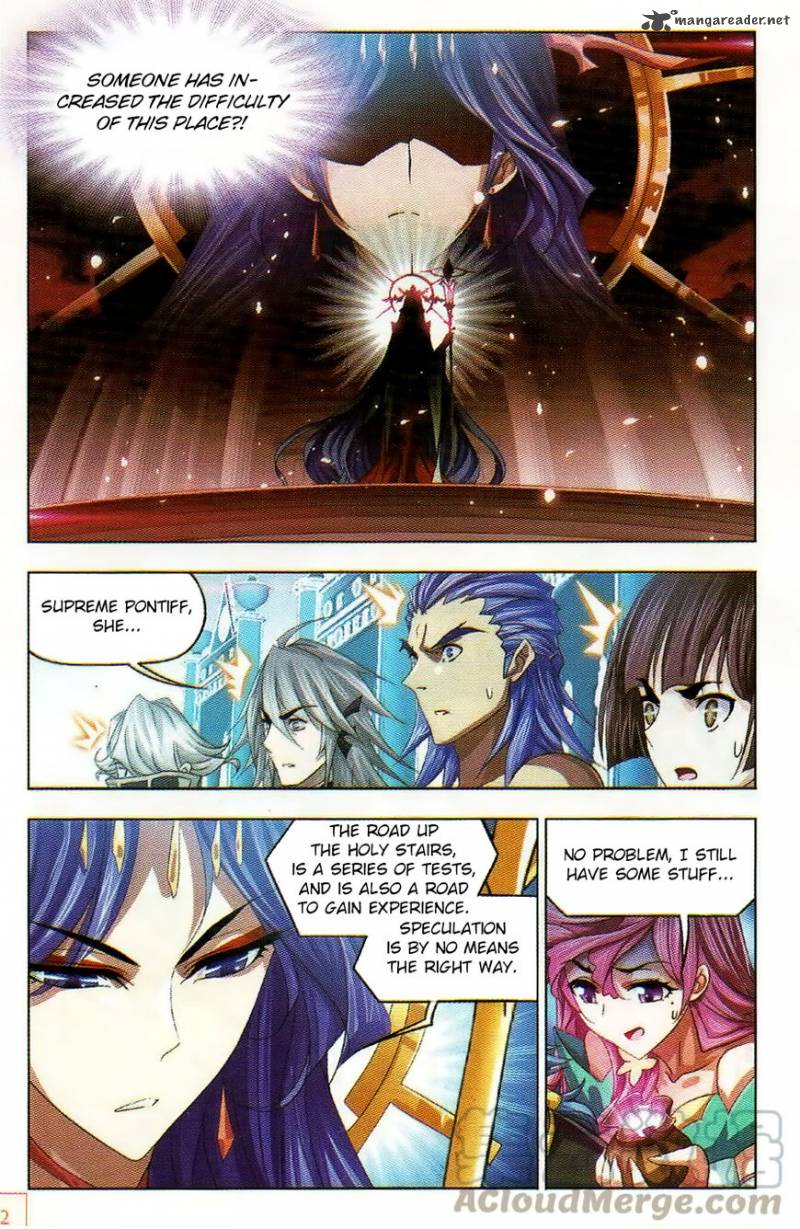 mangareader.net
SOMEONE HAS IN-
CREASED THE DIFFICULTY
OF THIS PLACE?!
SUPREME PONTIFF,
SHE...
THE ROAD UP
THE HOLY STAIRS,
IS A SERIES OF TESTS,
AND IS ALSO A ROAD
TO GAIN EXPERIENCE.
SPECULATION
IS BY NO MEANS
THE RIGHT WAY.
NO PROBLEM, I STILL
HAVE SOME STUFF...
ACloudMerge.com
2